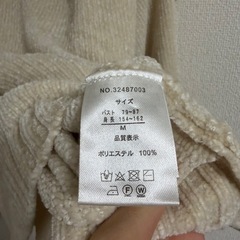 NO.32487003
サイズ
バスト 79-87
身長 154-162
M
品質表示
ポリエステル 100%